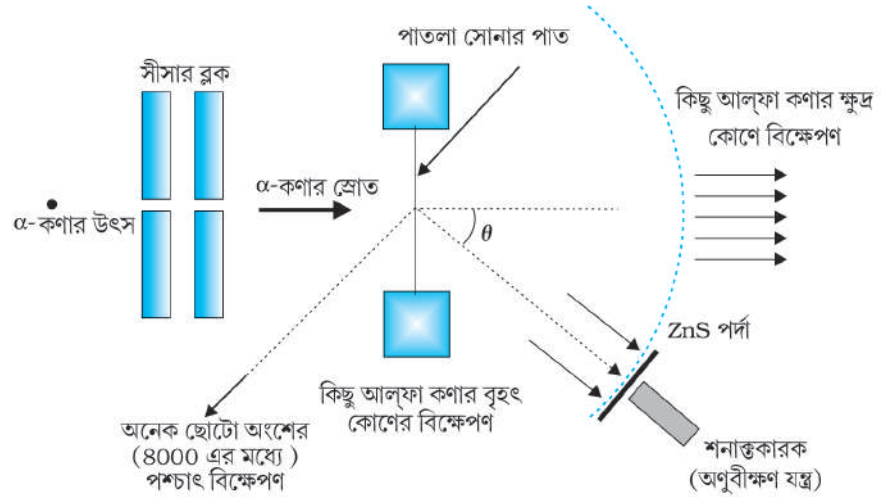 পাতলা সোনার পাত
সীসার ব্লক
কিছু আল্‌ফা কণার ক্ষুদ্র
কোণে বিক্ষেপণ
α-কণার স্রোত
α-কণার উৎস
θ
ZnS পর্দা
কিছু আল্‌ফা কণার বৃহৎ
কোণের বিক্ষেপণ
অনেক ছোটো অংশের
(8000 এর মধ্যে )
পশ্চাৎ বিক্ষেপণ
শনাক্তকারক
(অণুবীক্ষণ যন্ত্র)